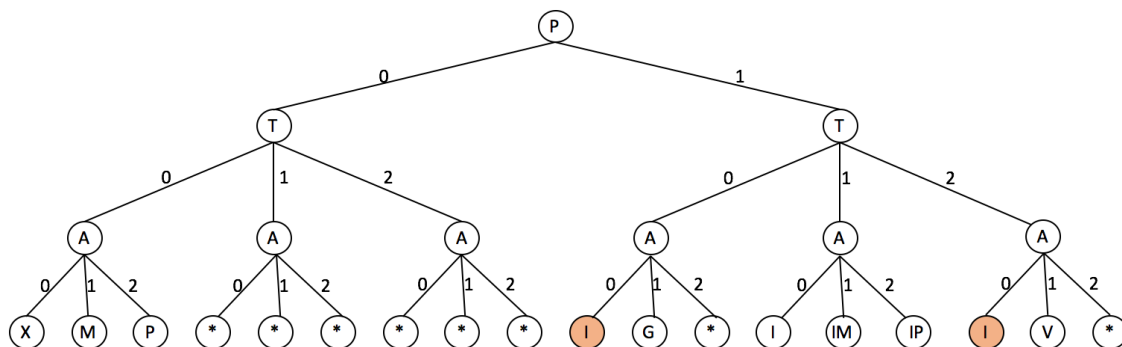 P
0 1
T T
0 1 2 0 1 2
A A A A A A
0 1 2 0 1 2 0 1 2 0 1 2 0 1 2 0 1 2
X M P * * * * * * I G * I IM IP I V *